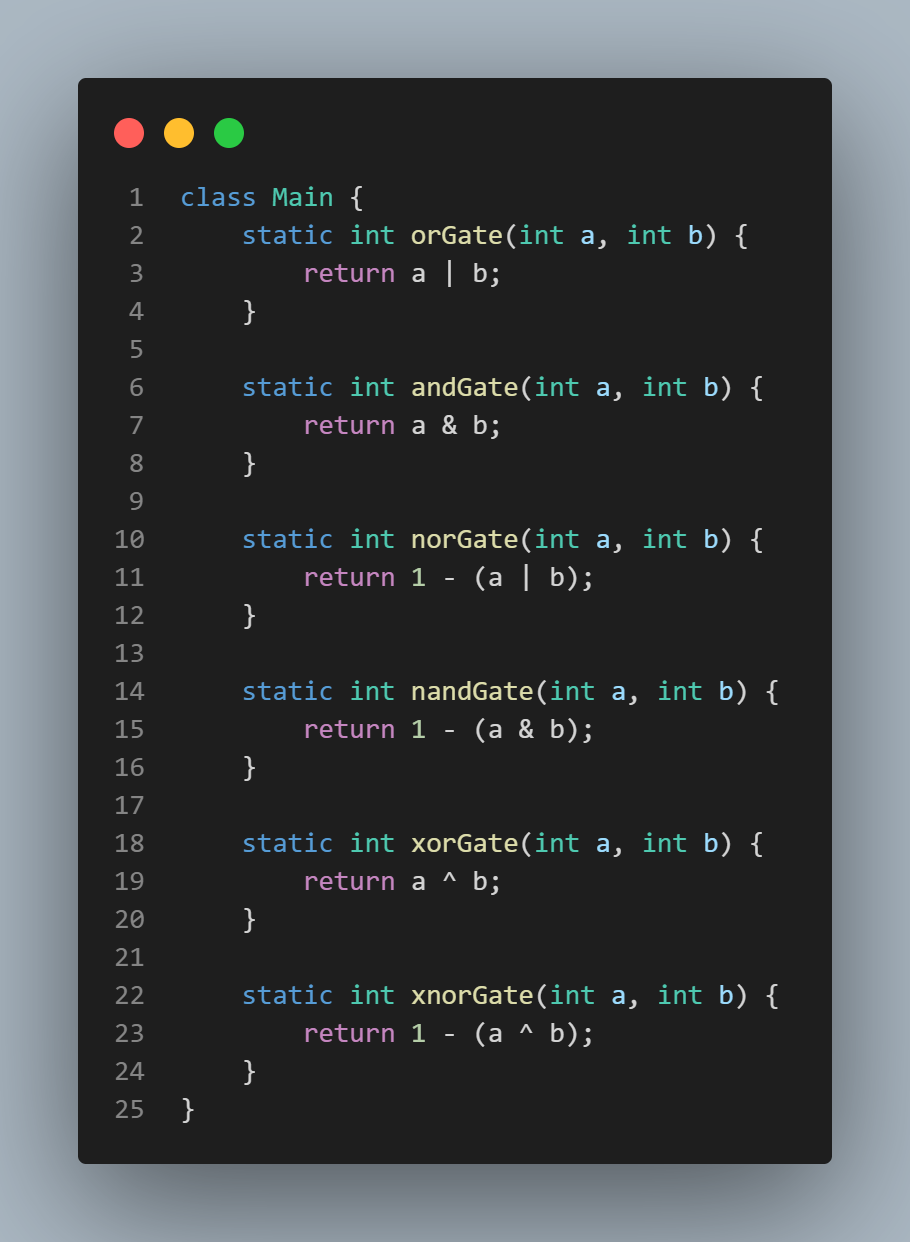 1 class Main {
2     static int orGate(int a, int b) {
3         return a | b;
4     }
5
6     static int andGate(int a, int b) {
7         return a & b;
8     }
9
10     static int norGate(int a, int b) {
11         return 1 - (a | b);
12     }
13
14     static int nandGate(int a, int b) {
15         return 1 - (a & b);
16     }
17
18     static int xorGate(int a, int b) {
19         return a ^ b;
20     }
21
22     static int xnorGate(int a, int b) {
23         return 1 - (a ^ b);
24     }
25 }